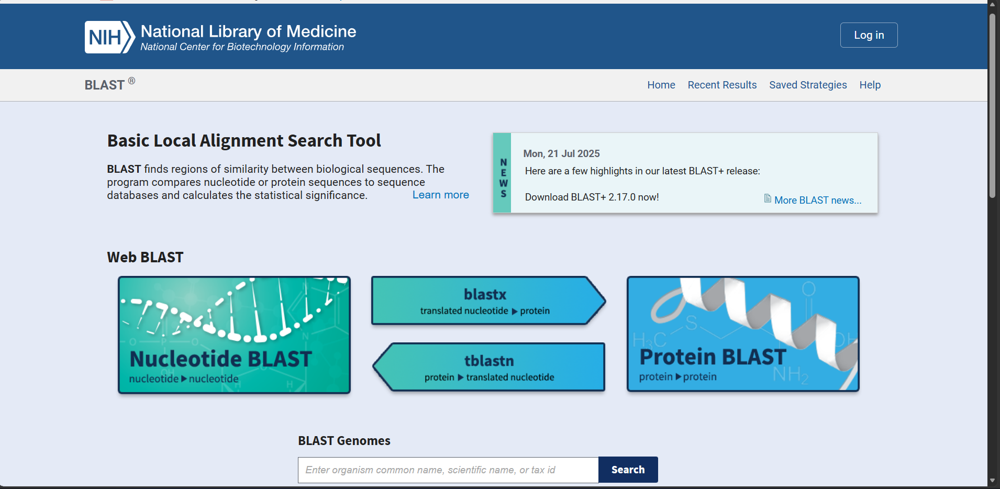 NIH
National Library of Medicine
National Center for Biotechnology Information
Log in
BLAST ®
Home
Recent Results
Saved Strategies
Help
Basic Local Alignment Search Tool
BLAST finds regions of similarity between biological sequences. The
program compares nucleotide or protein sequences to sequence
databases and calculates the statistical significance.
Learn more
NEWS
Mon, 21 Jul 2025
Here are a few highlights in our latest BLAST+ release:
Download BLAST+ 2.17.0 now!
More BLAST news...
Web BLAST
O
P
O
OH
O
N
N
H
Nucleotide BLAST
nucleotide ▶ nucleotide
blastx
translated nucleotide ▶ protein
tblastn
protein ▶ translated nucleotide
O
S
H₃C
OH
NH₂
Protein BLAST
protein ▶ protein
BLAST Genomes
Enter organism common name, scientific name, or tax id
Search